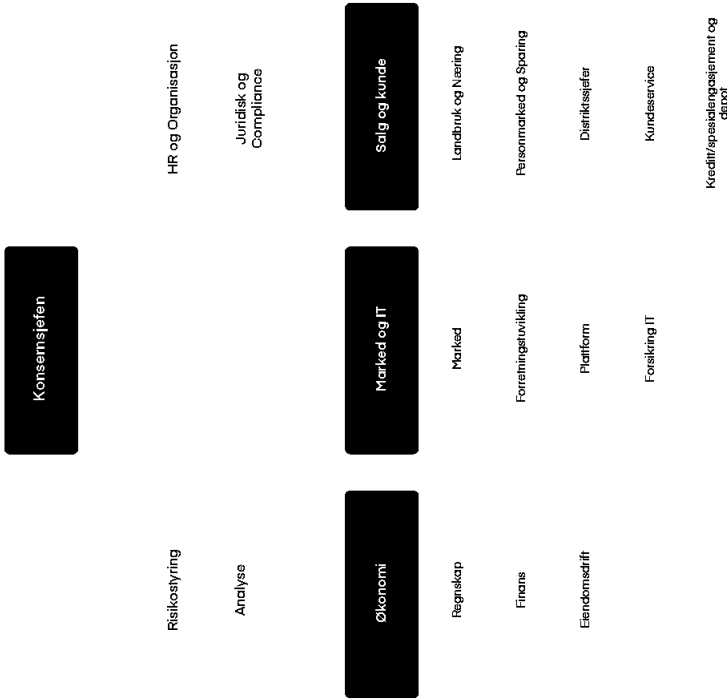 Konsernsjefen
Risikostyring
HR og Organisasjon
Analyse
Juridisk og
Compliance
Økonomi
Marked og IT
Salg og kunde
Regnskap
Marked
Landbruk og Næring
Finans
Forretningstuvikling
Personmarked og Sparing
Eiendomsdrift
Plattform
Distriktssjefer
Forsikring IT
Kundeservice
Kreditt/spesialengasjement og
depot